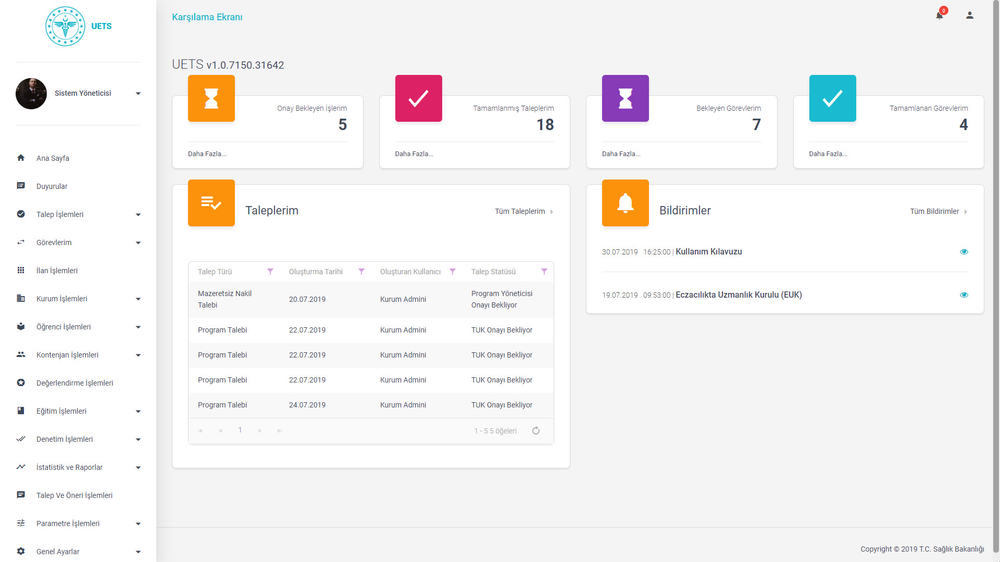 UETS
Sistem Yöneticisi
Ana Sayfa
Duyurular
Talep İşlemleri
Görevlerim
İlan İşlemleri
Kurum İşlemleri
Öğrenci İşlemleri
Kontenjan İşlemleri
Değerlendirme İşlemleri
Eğitim İşlemleri
Denetim İşlemleri
İstatistik ve Raporlar
Talep Ve Öneri İşlemleri
Parametre İşlemleri
Genel Ayarlar
Karşılama Ekranı
0
UETS v1.0.7150.31642
Onay Bekleyen İşlerim
5
Daha Fazla...
Tamamlanmış Taleplerim
18
Daha Fazla...
Bekleyen Görevlerim
7
Daha Fazla...
Tamamlanan Görevlerim
4
Daha Fazla...
Taleplerim
Tüm Taleplerim
Talep Türü Oluşturma Tarihi Oluşturan Kullanıcı Talep Statüsü
Mazeretsiz Nakil Talebi 20.07.2019 Kurum Admini Program Yöneticisi Onayı Bekliyor
Program Talebi 22.07.2019 Kurum Admini TUK Onayı Bekliyor
Program Talebi 22.07.2019 Kurum Admini TUK Onayı Bekliyor
Program Talebi 22.07.2019 Kurum Admini TUK Onayı Bekliyor
Program Talebi 24.07.2019 Kurum Admini TUK Onayı Bekliyor
1
1 - 5 5 öğeleri
Bildirimler
Tüm Bildirimler
30.07.2019 16:25:00 | Kullanım Kılavuzu
19.07.2019 09:53:00 | Eczacılıkta Uzmanlık Kurulu (EUK)
Copyright © 2019 T.C. Sağlık Bakanlığı